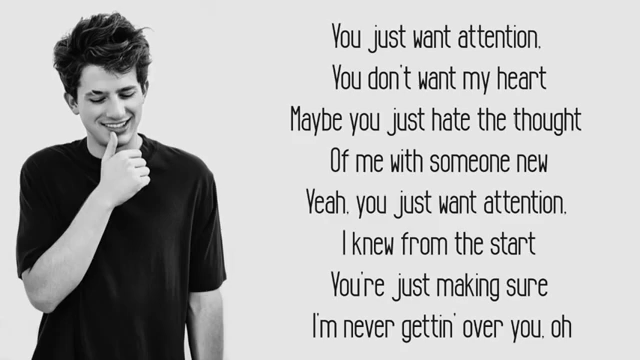 You just want attention,
You don't want my heart
Maybe you just hate the thought
Of me with someone new
Yeah, you just want attention,
I knew from the start
You're just making sure
I'm never gettin' over you, oh